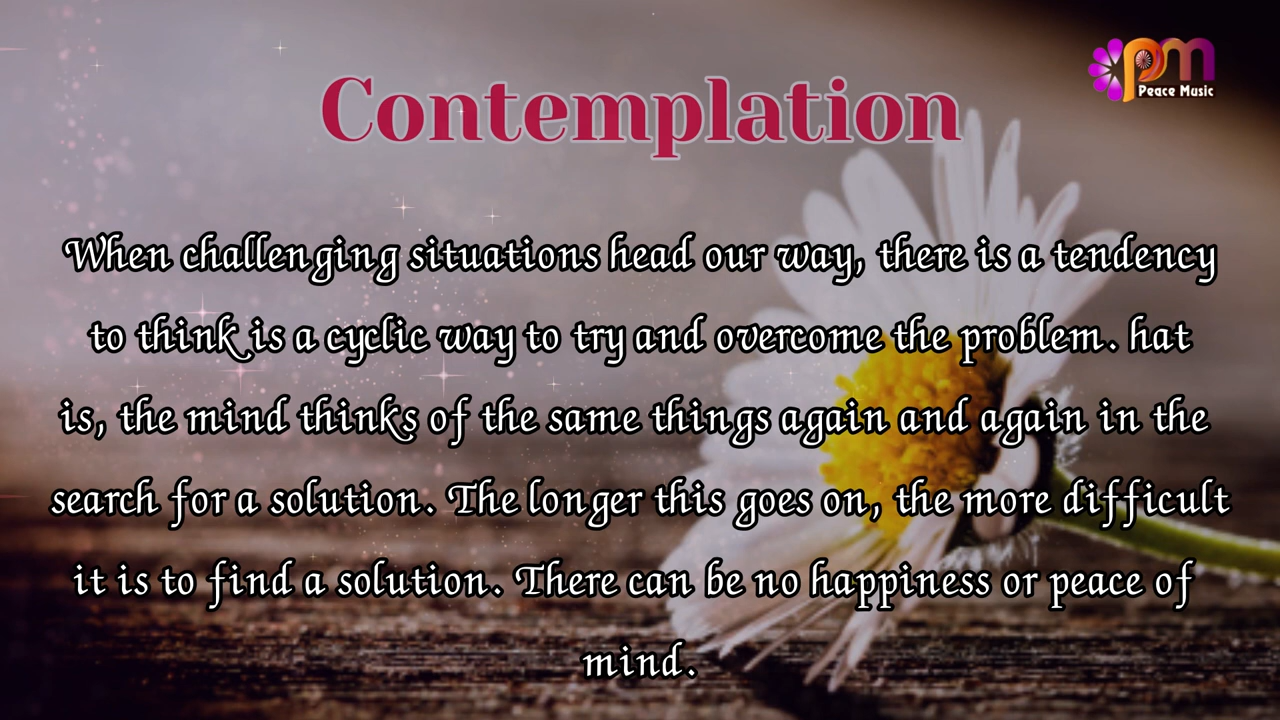 pm
Peace Music
Contemplation
When challenging situations head our way, there is a tendency
to think is a cyclic way to try and overcome the problem. hat
is, the mind thinks of the same things again and again in the
search for a solution. The longer this goes on, the more difficult
it is to find a solution. There can be no happiness or peace of
mind.